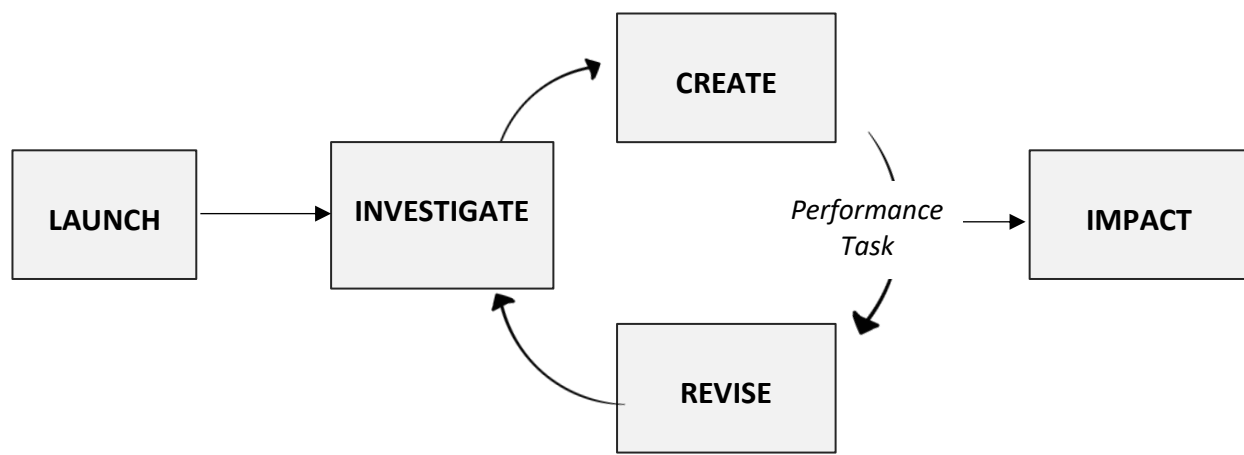 LAUNCH
INVESTIGATE
CREATE
Performance
Task
REVISE
IMPACT